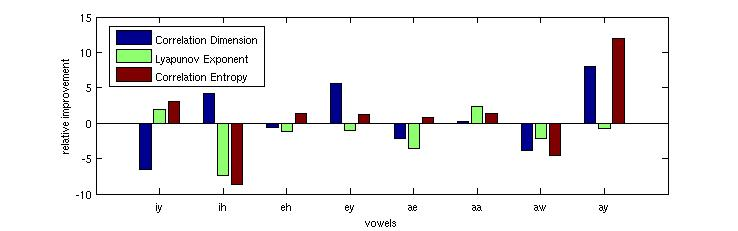 15
10
5
0
-5
-10
relative improvement
Correlation Dimension
Lyapunov Exponent
Correlation Entropy
iy ih eh ey ae aa aw ay
vowels